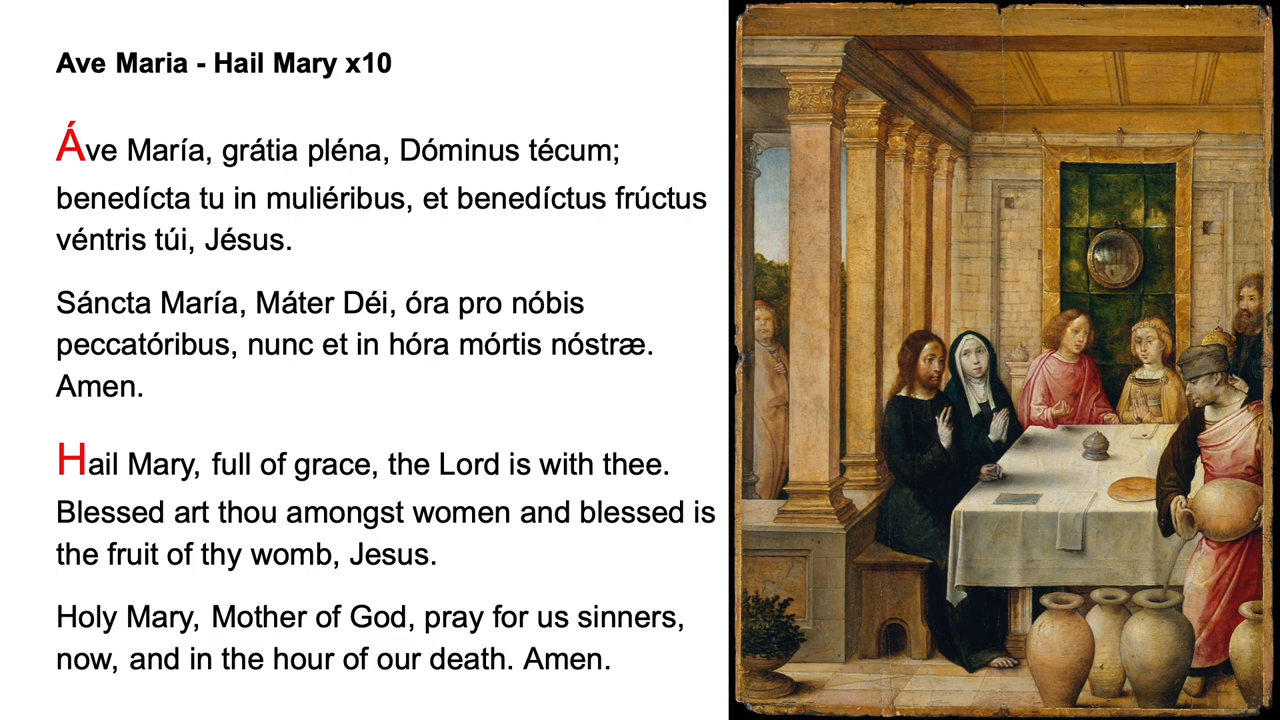 Ave Maria - Hail Mary x10
Áve María, grátia pléna, Dóminus técum;
benedícta tu in muliéribus, et benedíctus frúctus
véntris túi, Jésus.
Sáncta María, Máter Déi, óra pro nóbis
peccatóribus, nunc et in hóra mórtis nóstræ.
Amen.
Hail Mary, full of grace, the Lord is with thee.
Blessed art thou amongst women and blessed is
the fruit of thy womb, Jesus.
Holy Mary, Mother of God, pray for us sinners,
now, and in the hour of our death. Amen.